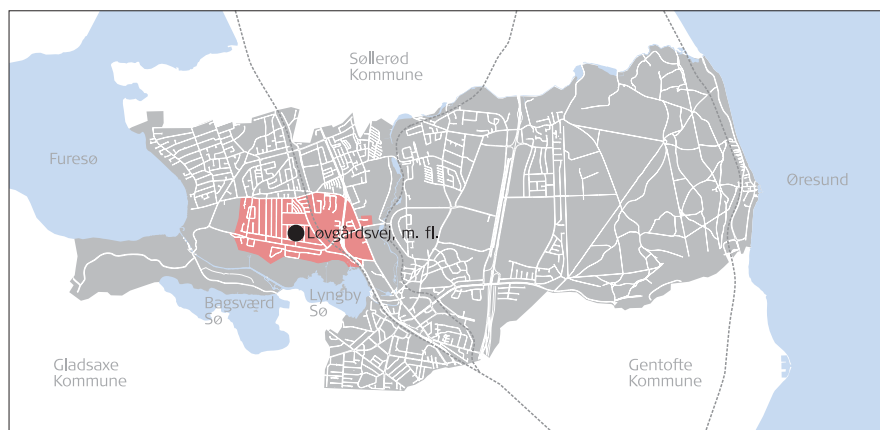 Søllerød
Kommune
Furesø
Øresund
Løvgårdsvej, m. fl.
Bagsværd
Sø
Lyngby
Sø
Gladsaxe
Kommune
Gentofte
Kommune